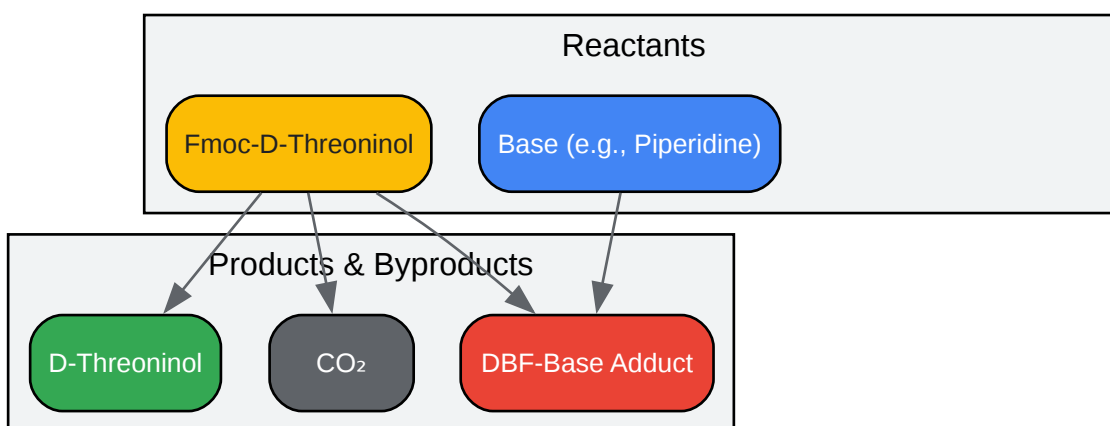 Reactants
Fmoc-D-Threoninol
Base (e.g., Piperidine)
Products & Byproducts
D-Threoninol
CO₂
DBF-Base Adduct